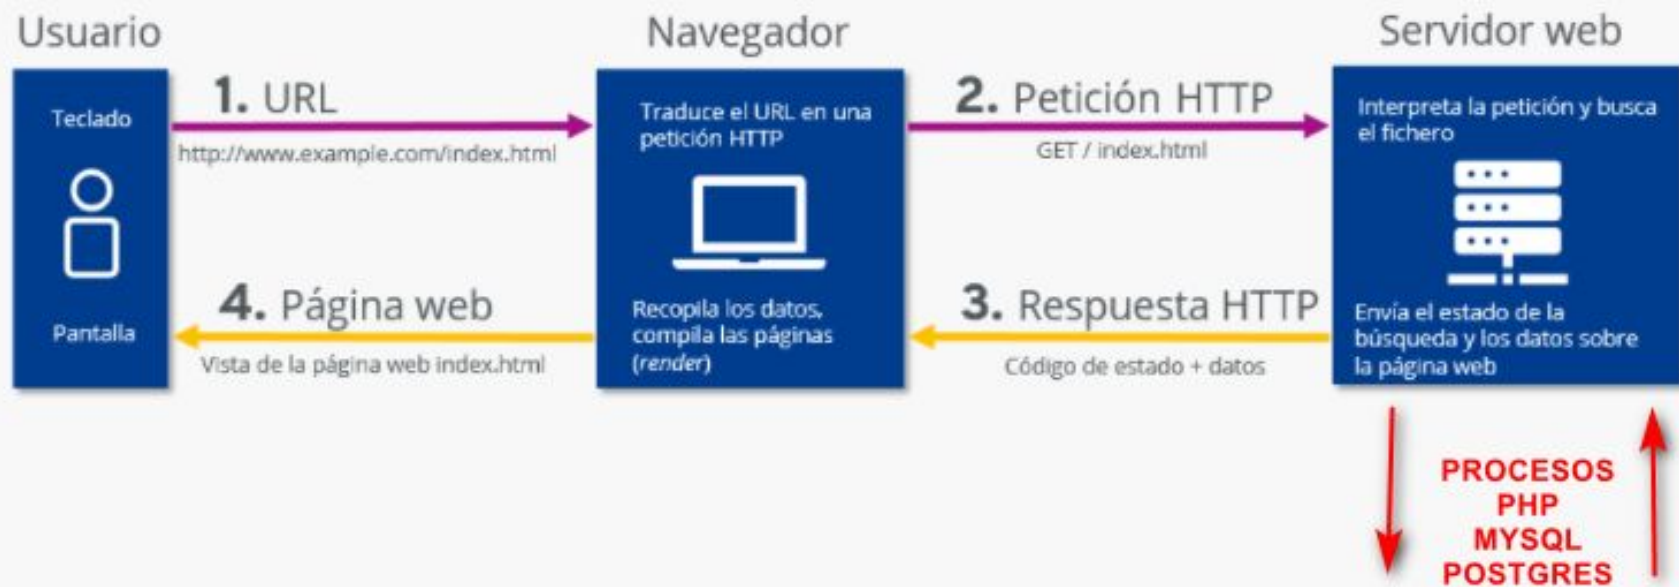 Usuario
Teclado
Pantalla
1. URL
http://www.example.com/index.html
4. Página web
Vista de la página web index.html
Navegador
Traduce el URL en una
petición HTTP
Recopila los datos,
compila las páginas
(render)
2. Petición HTTP
GET / index.html
3. Respuesta HTTP
Código de estado + datos
Servidor web
Interpreta la petición y busca
el fichero
Envía el estado de la
búsqueda y los datos sobre
la página web
PROCESOS
PHP
MYSQL
POSTGRES